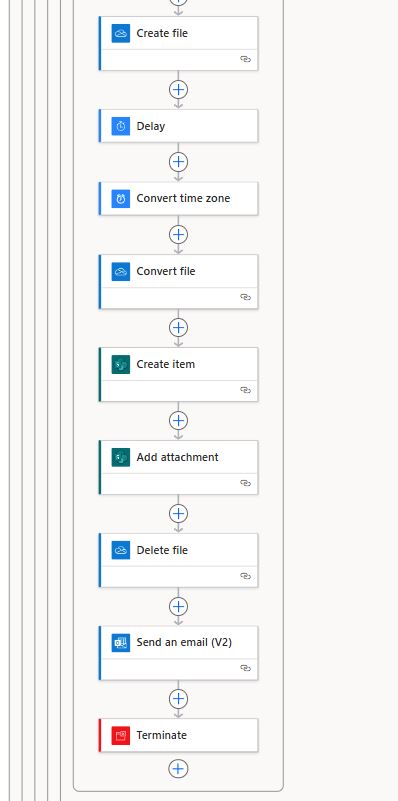 Create file
Delay
Convert time zone
Convert file
Create item
Add attachment
Delete file
Send an email (V2)
Terminate